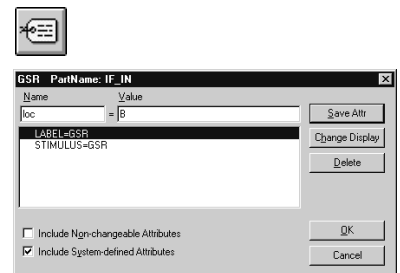 GSR PartName: IF_IN
Name Value
loc = B
Save Attr
LABEL=GSR
STIMULUS=GSR
Change Display
Delete
Include Non-changeable Attributes
Include System-defined Attributes
OK
Cancel